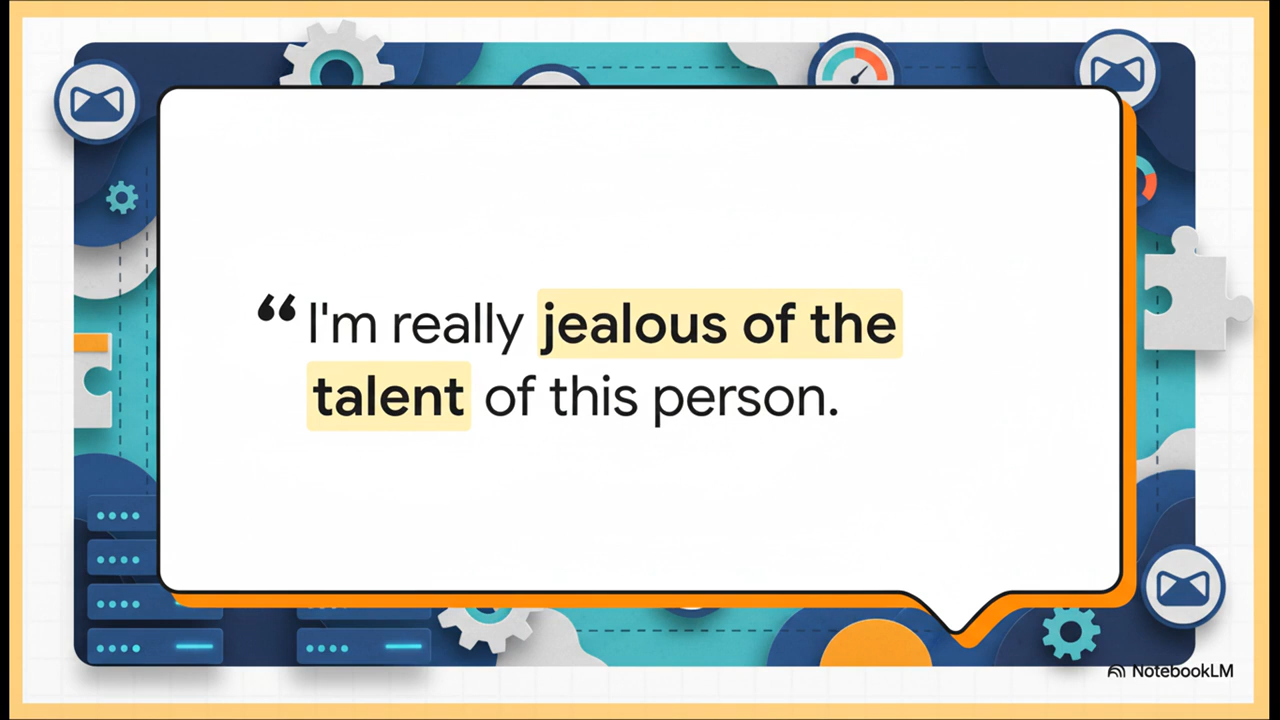 “I'm really jealous of the
talent of this person.
NotebookLM